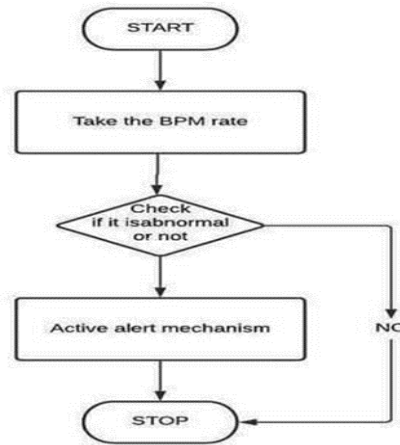 START
Take the BPM rate
Check
if it isabnormal
or not
Active alert mechanism
NO
STOP